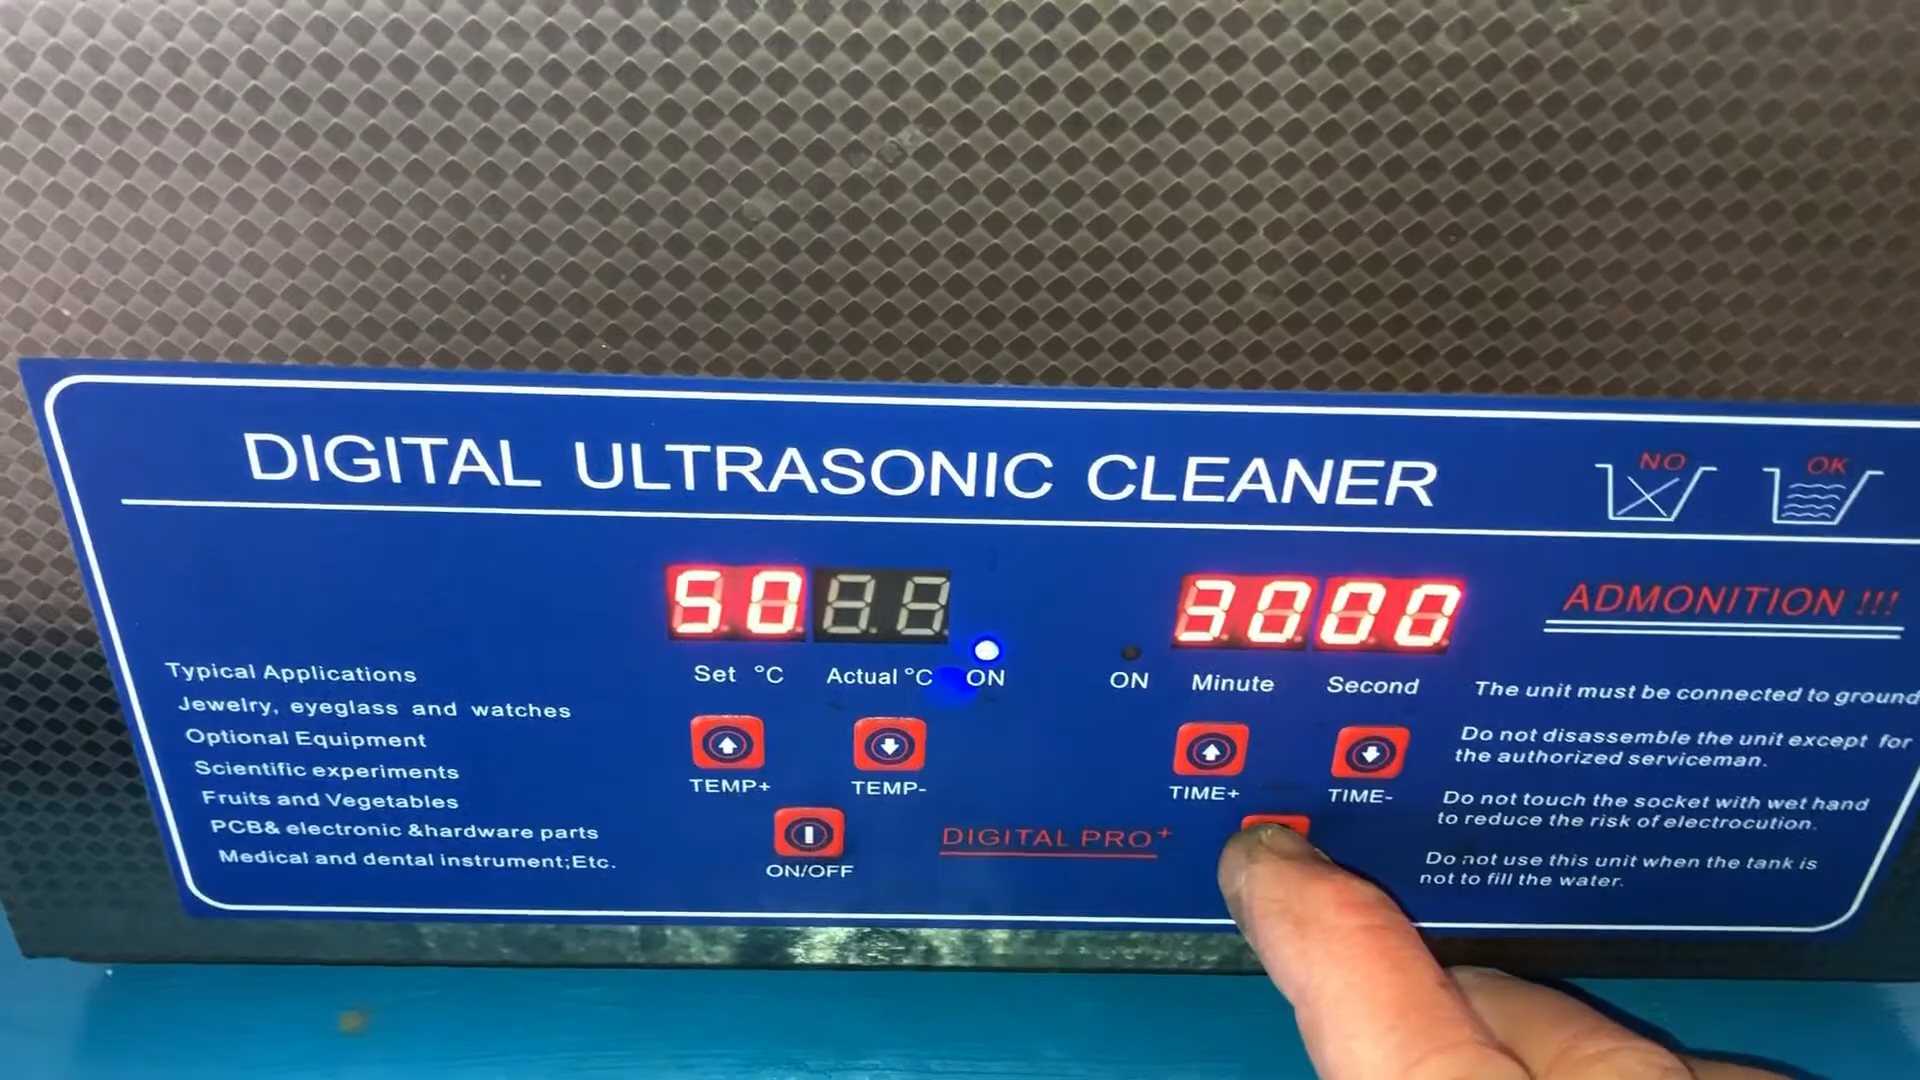 DIGITAL ULTRASONIC CLEANER
NO
OK
50
3000
ADMONITION !!!
Set °C
Actual °C
ON
ON
Minute
Second
Typical Applications
Jewelry, eyeglass and watches
Optional Equipment
Scientific experiments
Fruits and Vegetables
PCB& electronic &hardware parts
Medical and dental instrument;Etc.
TEMP+
TEMP-
ON/OFF
DIGITAL PRO+
TIME+
TIME-
The unit must be connected to ground
Do not disassemble the unit except for
the authorized serviceman.
Do not touch the socket with wet hand
to reduce the risk of electrocution.
Do not use this unit when the tank is
not to fill the water.